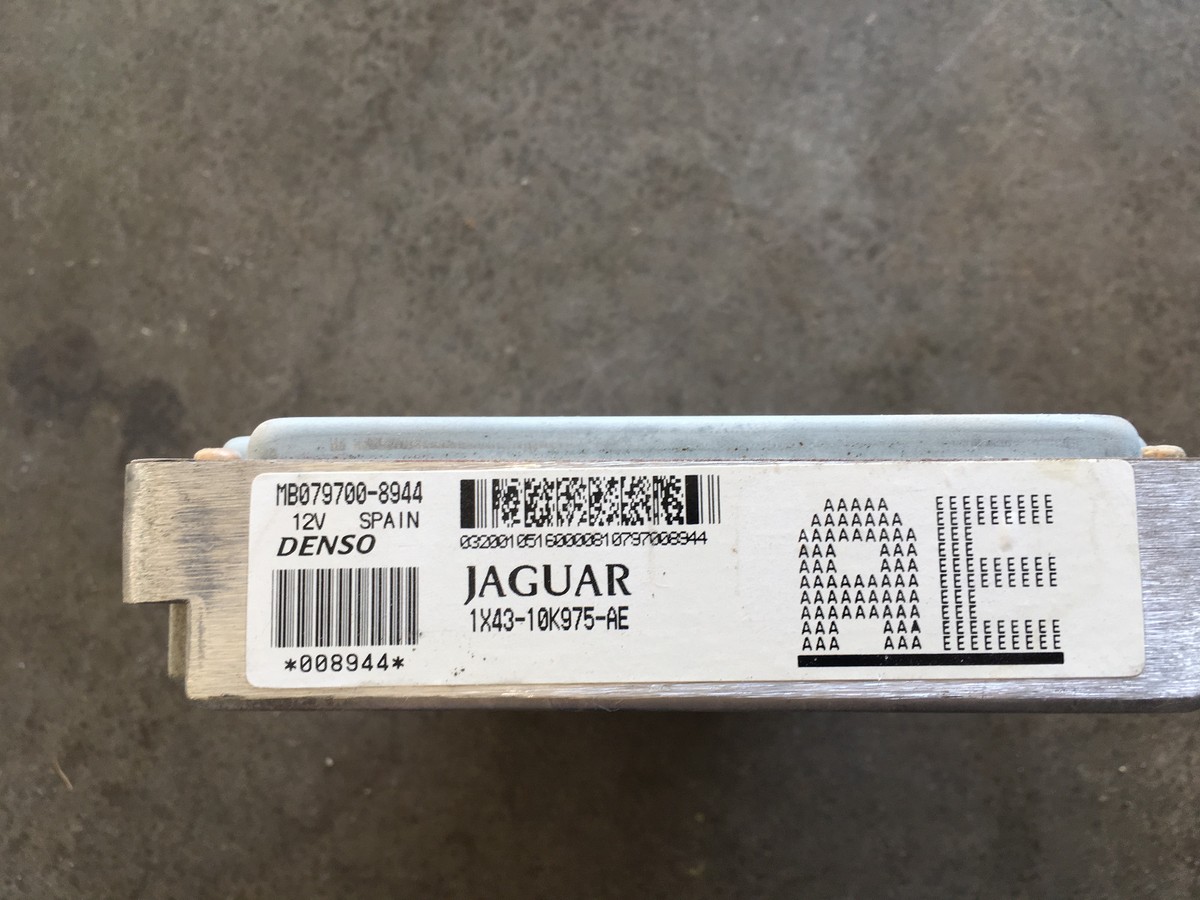 MB079700-8944
12V SPAIN
DENSO
*008944*
03200105160000810797008944
JAGUAR
1X43-10K975-AE
AE